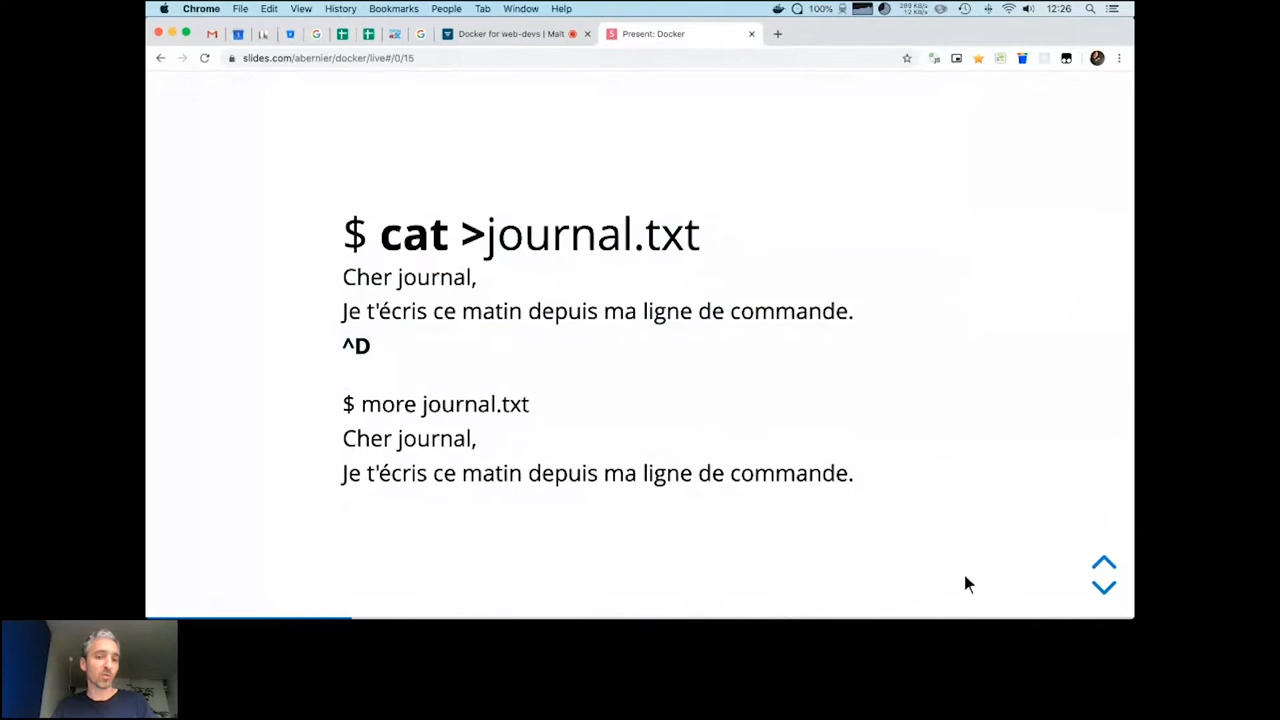 Chrome File Edit View History Bookmarks People Tab Window Help 100% 12:26
Docker for web-devs | Malt Present: Docker
slides.com/abernier/docker/live#/0/15
$ cat >journal.txt
Cher journal,
Je t'écris ce matin depuis ma ligne de commande.
^D
$ more journal.txt
Cher journal,
Je t'écris ce matin depuis ma ligne de commande.